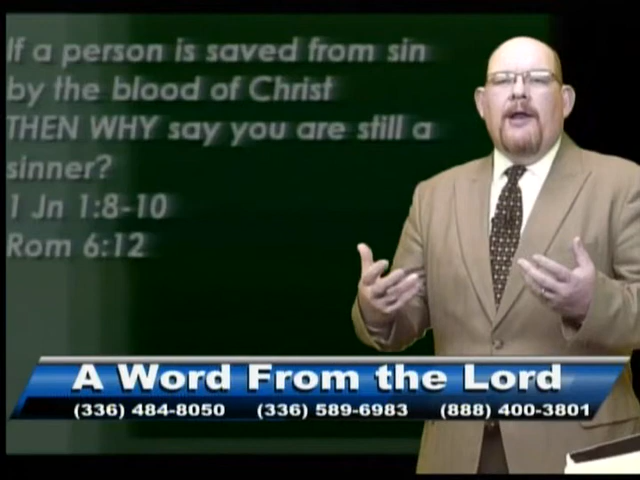 If a person is saved from sin
by the blood of Christ
THEN WHY say you are still a
sinner?
1 Jn 1:8-10
Rom 6:12
A Word From the Lord
(336) 484-8050 (336) 589-6983 (888) 400-3801